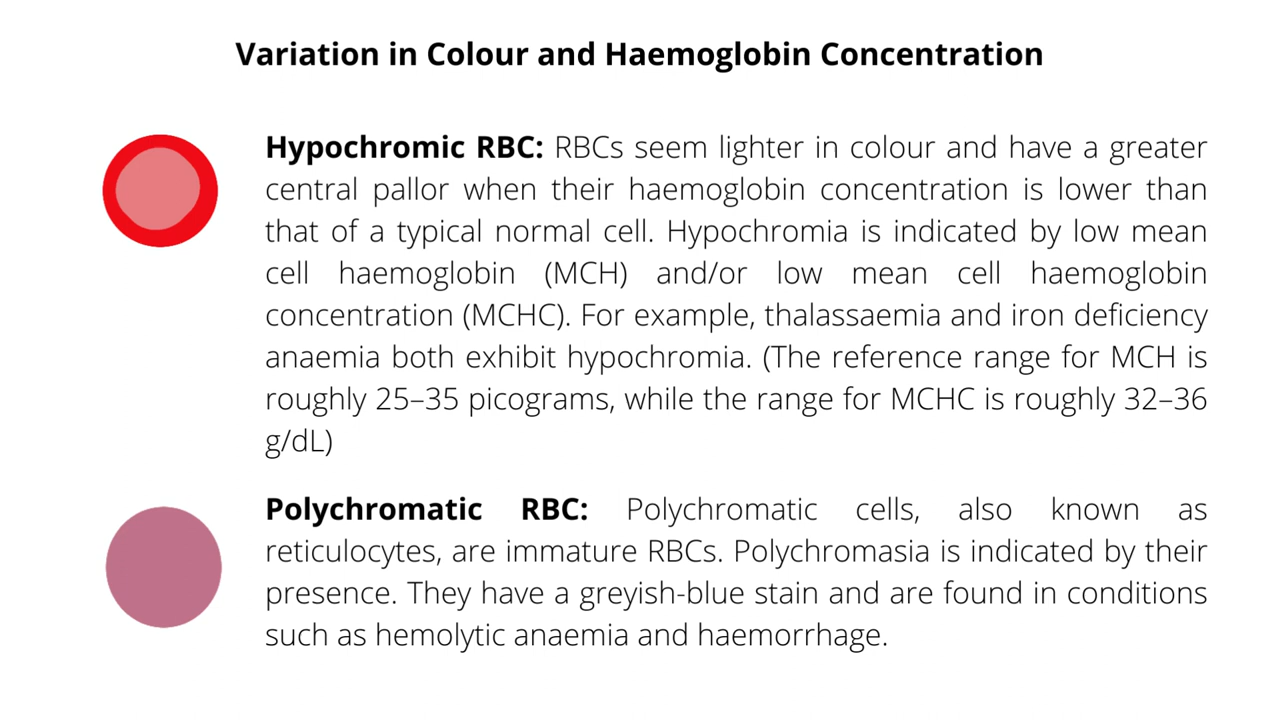 Variation in Colour and Haemoglobin Concentration
Hypochromic RBC: RBCs seem lighter in colour and have a greater
central pallor when their haemoglobin concentration is lower than
that of a typical normal cell. Hypochromia is indicated by low mean
cell haemoglobin (MCH) and/or low mean cell haemoglobin
concentration (MCHC). For example, thalassaemia and iron deficiency
anaemia both exhibit hypochromia. (The reference range for MCH is
roughly 25–35 picograms, while the range for MCHC is roughly 32–36
g/dL)
Polychromatic RBC: Polychromatic cells, also known as
reticulocytes, are immature RBCs. Polychromasia is indicated by their
presence. They have a greyish-blue stain and are found in conditions
such as hemolytic anaemia and haemorrhage.